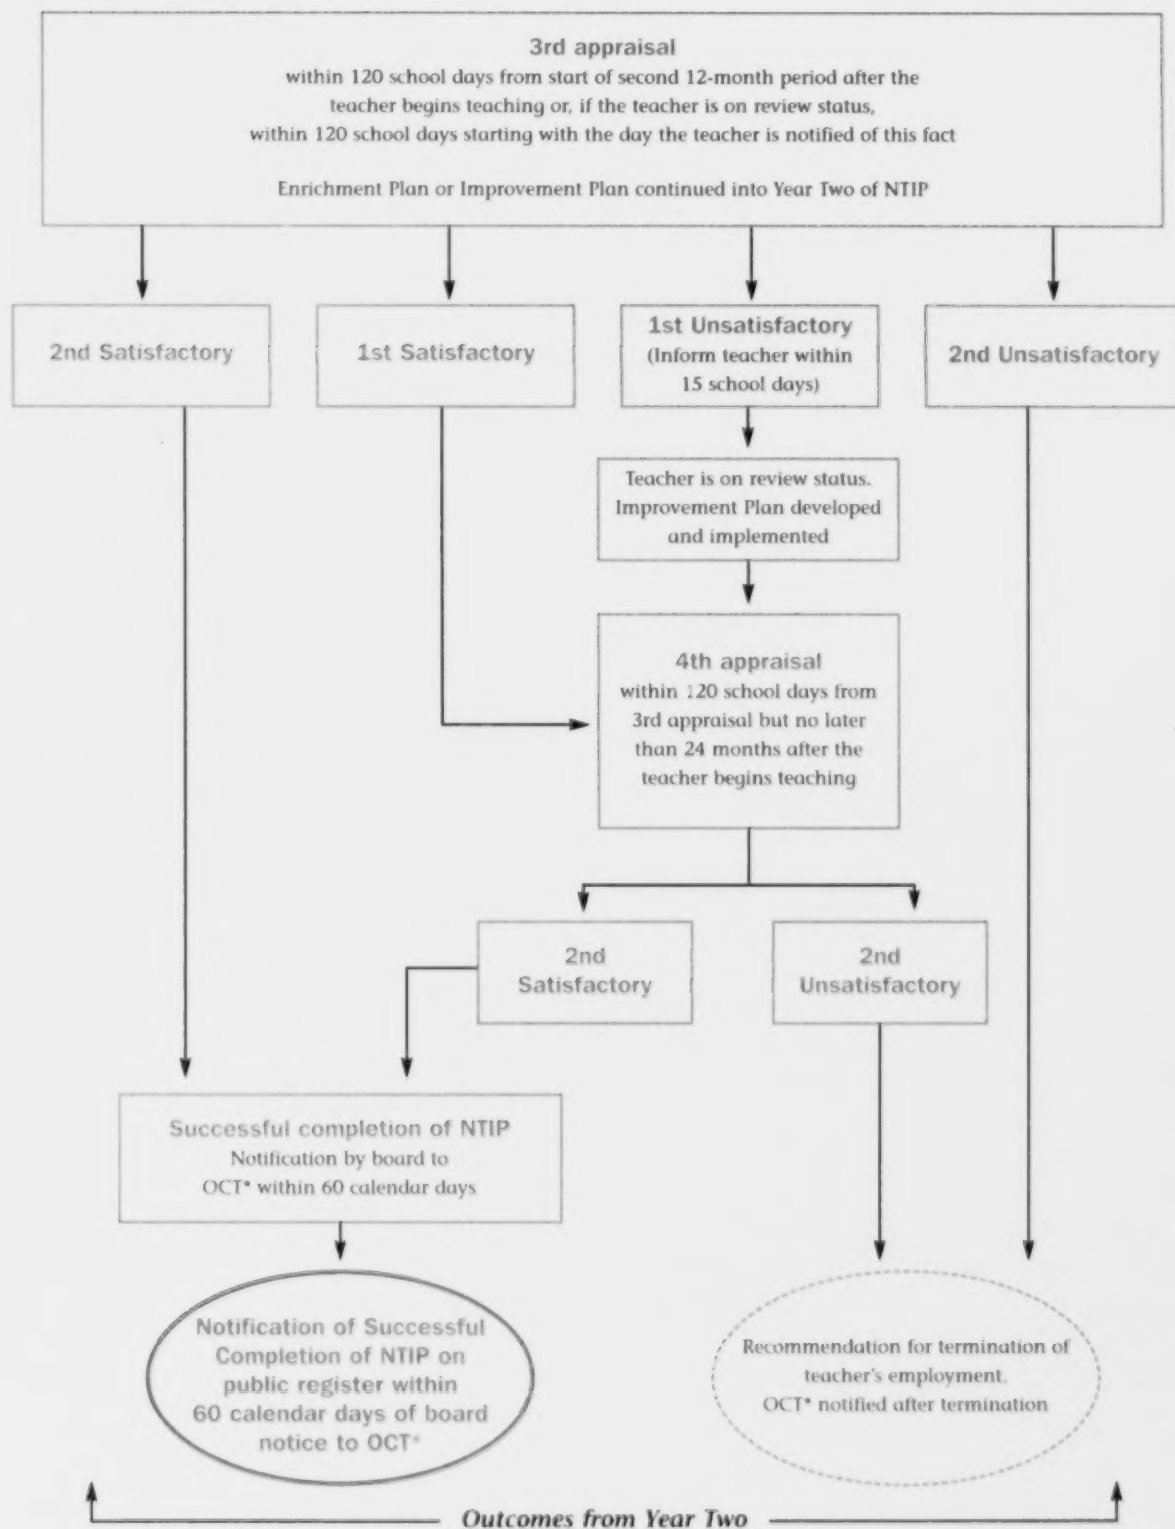 3rd appraisal
within 120 school days from start of second 12-month period after the
teacher begins teaching or, if the teacher is on review status,
within 120 school days starting with the day the teacher is notified of this fact
Enrichment Plan or Improvement Plan continued into Year Two of NTIP
2nd Satisfactory
1st Satisfactory
1st Unsatisfactory
(Inform teacher within
15 school days)
2nd Unsatisfactory
Teacher is on review status.
Improvement Plan developed
and implemented
4th appraisal
within 120 school days from
3rd appraisal but no later
than 24 months after the
teacher begins teaching
2nd
Satisfactory
2nd
Unsatisfactory
Successful completion of NTIP
Notification by board to
OCT* within 60 calendar days
Notification of Successful
Completion of NTIP on
public register within
60 calendar days of board
notice to OCT*
Recommendation for termination of
teacher's employment.
OCT* notified after termination
Outcomes from Year Two